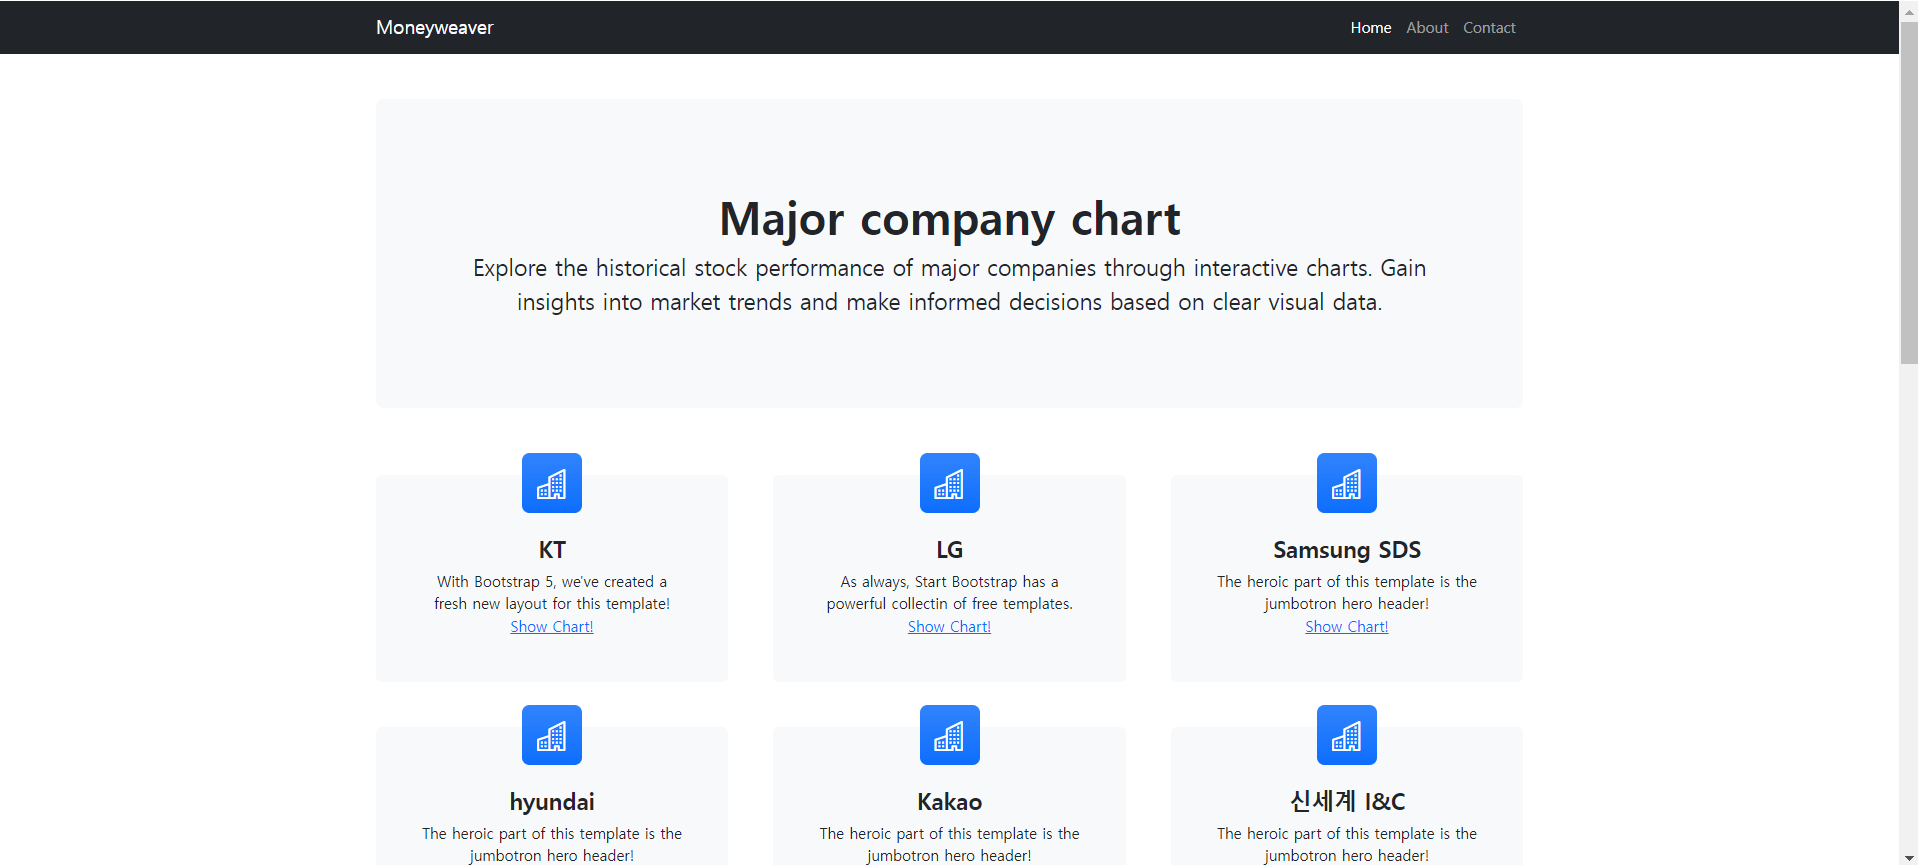 Moneyweaver
Home About Contact
Major company chart
Explore the historical stock performance of major companies through interactive charts. Gain
insights into market trends and make informed decisions based on clear visual data.
KT
With Bootstrap 5, we've created a
fresh new layout for this template!
Show Chart!
LG
As always, Start Bootstrap has a
powerful collectin of free templates.
Show Chart!
Samsung SDS
The heroic part of this template is the
jumbotron hero header!
Show Chart!
hyundai
The heroic part of this template is the
jumbotron hero header!
Kakao
The heroic part of this template is the
jumbotron hero header!
신세계 I&C
The heroic part of this template is the
jumbotron hero header!